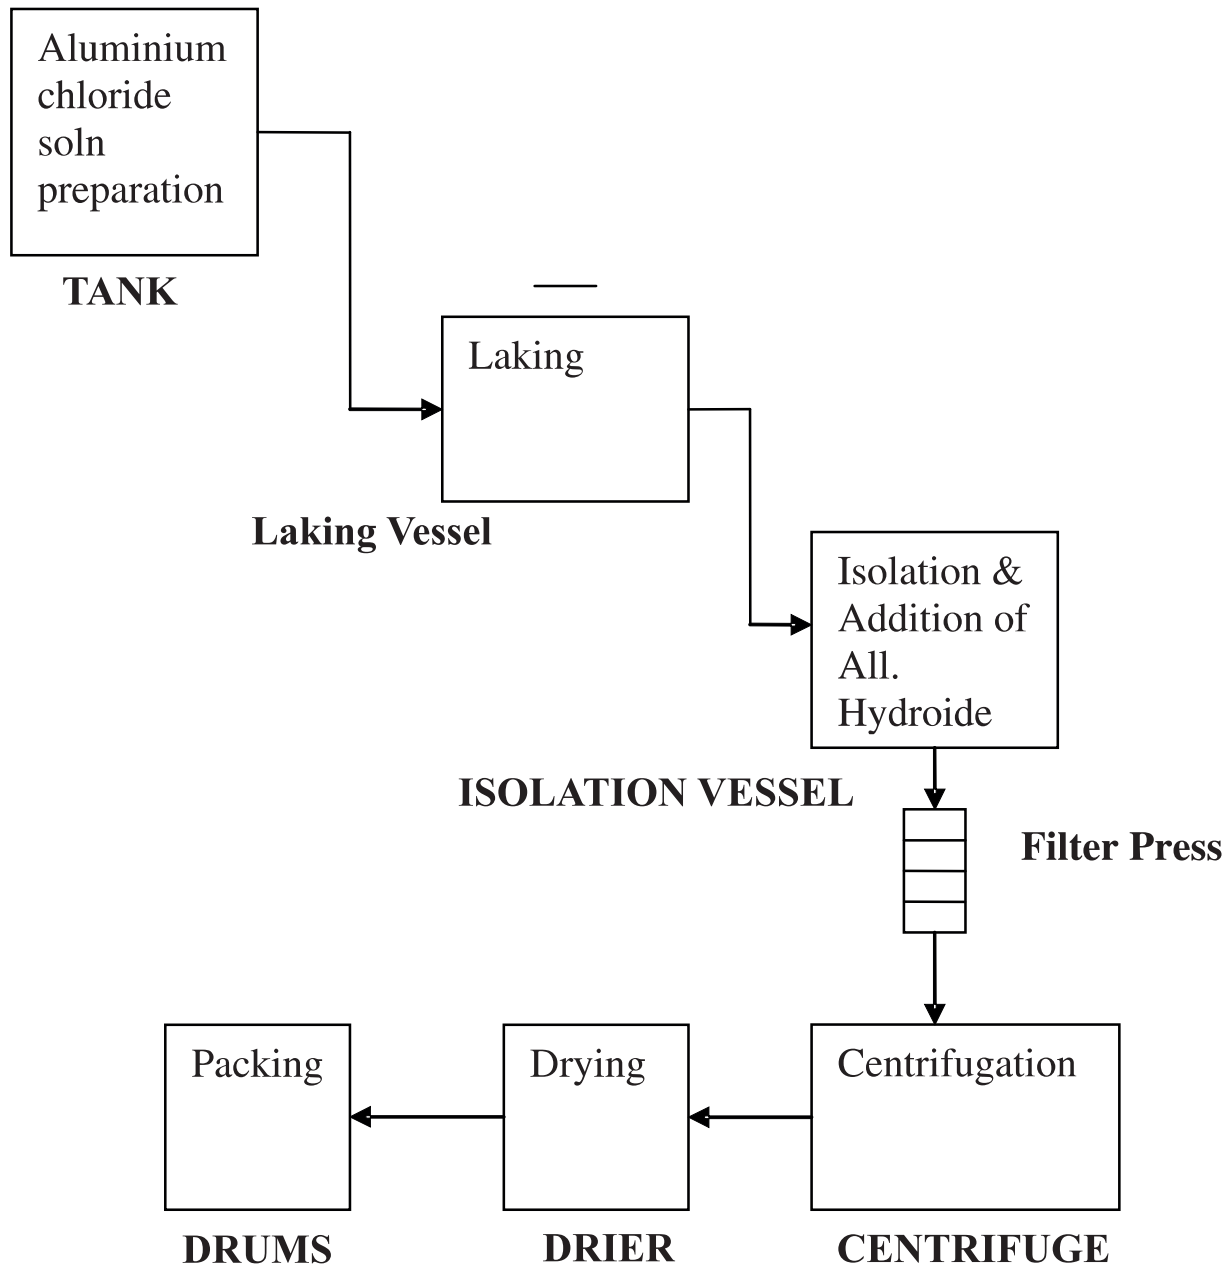 Aluminium
chloride
soln
preparation
TANK
Laking
Laking Vessel
Isolation &
Addition of
All.
Hydroide
ISOLATION VESSEL
Filter Press
Packing
Drying
Centrifugation
DRUMS
DRIER
CENTRIFUGE